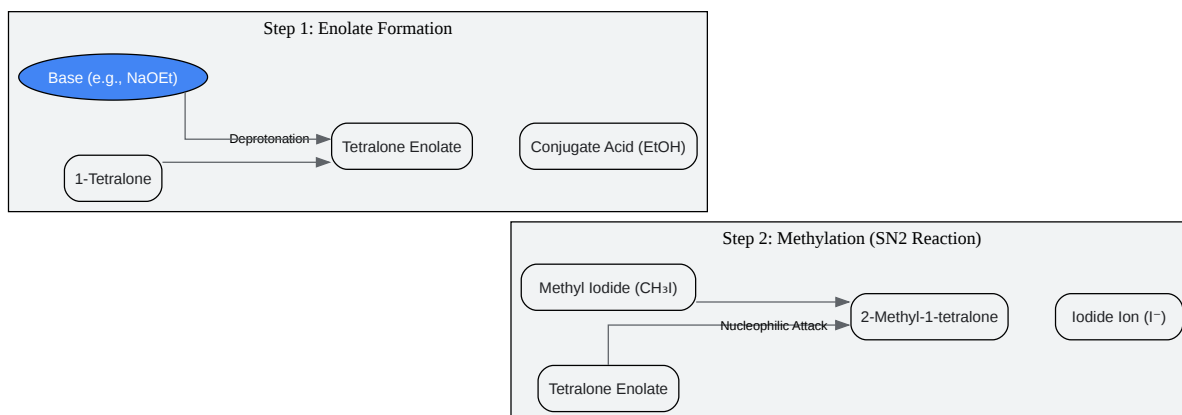 Step 1: Enolate Formation
Base (e.g., NaOEt)
Deprotonation
Tetralone Enolate
Conjugate Acid (EtOH)
1-Tetralone
Step 2: Methylation (SN2 Reaction)
Methyl Iodide (CH₃I)
2-Methyl-1-tetralone
Iodide Ion (I⁻)
Nucleophilic Attack
Tetralone Enolate